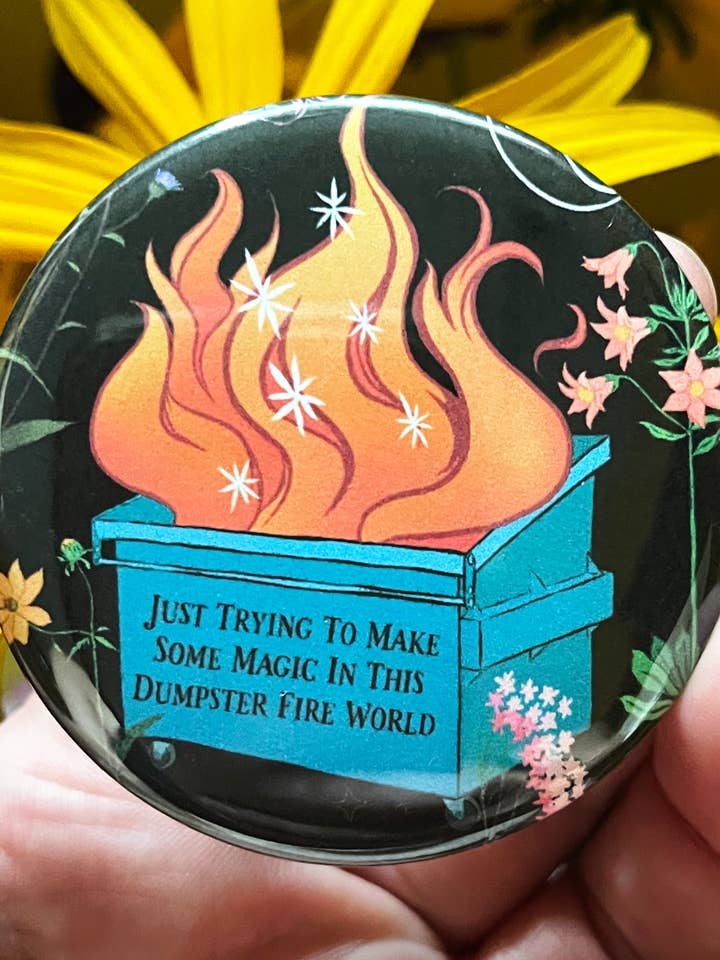 Just Trying To Make
Some Magic In This
Dumpster Fire World